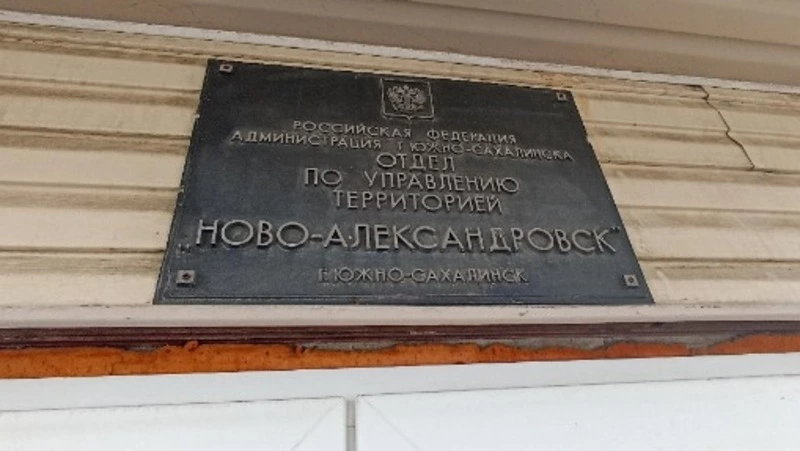 РОССИЙСКАЯ ФЕДЕРАЦИЯ
АДМИНИСТРАЦИЯ Г. ЮЖНО-САХАЛИНСКА
ОТДЕЛ
ПО УПРАВЛЕНИЮ
ТЕРРИТОРИЕЙ
„НОВО-АЛЕКСАНДРОВСК"
Г. ЮЖНО-САХАЛИНСК